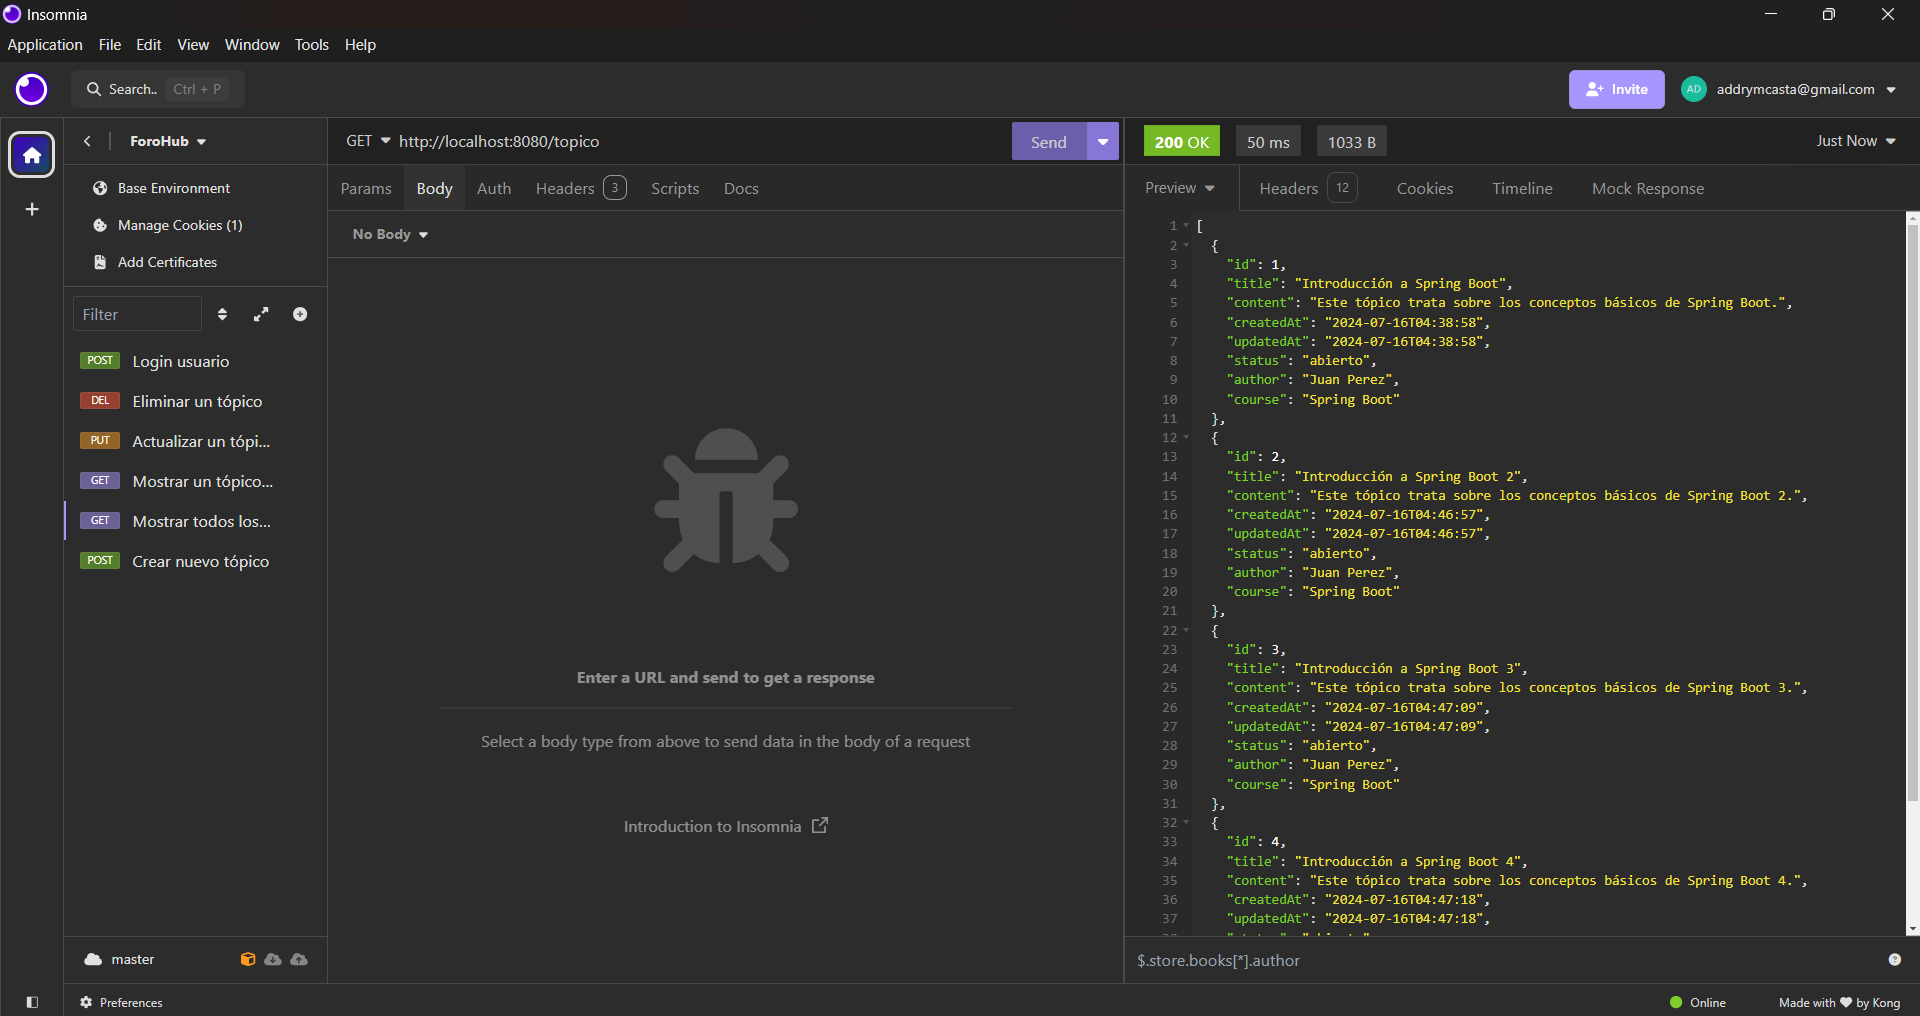 Insomnia
Application File Edit View Window Tools Help
Search.. Ctrl + P
Invite
AD addrymcasta@gmail.com
ForoHub
Base Environment
Manage Cookies (1)
Add Certificates
Filter
POST Login usuario
DEL Eliminar un tópico
PUT Actualizar un tópi...
GET Mostrar un tópico...
GET Mostrar todos los...
POST Crear nuevo tópico
master
Preferences
GET http://localhost:8080/topico
Send
Params Body Auth Headers 3 Scripts Docs
No Body
Enter a URL and send to get a response
Select a body type from above to send data in the body of a request
Introduction to Insomnia
200 OK 50 ms 1033 B Just Now
Preview Headers 12 Cookies Timeline Mock Response
1 [
2 {
3 "id": 1,
4 "title": "Introducción a Spring Boot",
5 "content": "Este tópico trata sobre los conceptos básicos de Spring Boot.",
6 "createdAt": "2024-07-16T04:38:58",
7 "updatedAt": "2024-07-16T04:38:58",
8 "status": "abierto",
9 "author": "Juan Perez",
10 "course": "Spring Boot"
11 },
12 {
13 "id": 2,
14 "title": "Introducción a Spring Boot 2",
15 "content": "Este tópico trata sobre los conceptos básicos de Spring Boot 2.",
16 "createdAt": "2024-07-16T04:46:57",
17 "updatedAt": "2024-07-16T04:46:57",
18 "status": "abierto",
19 "author": "Juan Perez",
20 "course": "Spring Boot"
21 },
22 {
23 "id": 3,
24 "title": "Introducción a Spring Boot 3",
25 "content": "Este tópico trata sobre los conceptos básicos de Spring Boot 3.",
26 "createdAt": "2024-07-16T04:47:09",
27 "updatedAt": "2024-07-16T04:47:09",
28 "status": "abierto",
29 "author": "Juan Perez",
30 "course": "Spring Boot"
31 },
32 {
33 "id": 4,
34 "title": "Introducción a Spring Boot 4",
35 "content": "Este tópico trata sobre los conceptos básicos de Spring Boot 4.",
36 "createdAt": "2024-07-16T04:47:18",
37 "updatedAt": "2024-07-16T04:47:18",
$.store.books[*].author
Online
Made with ♥ by Kong